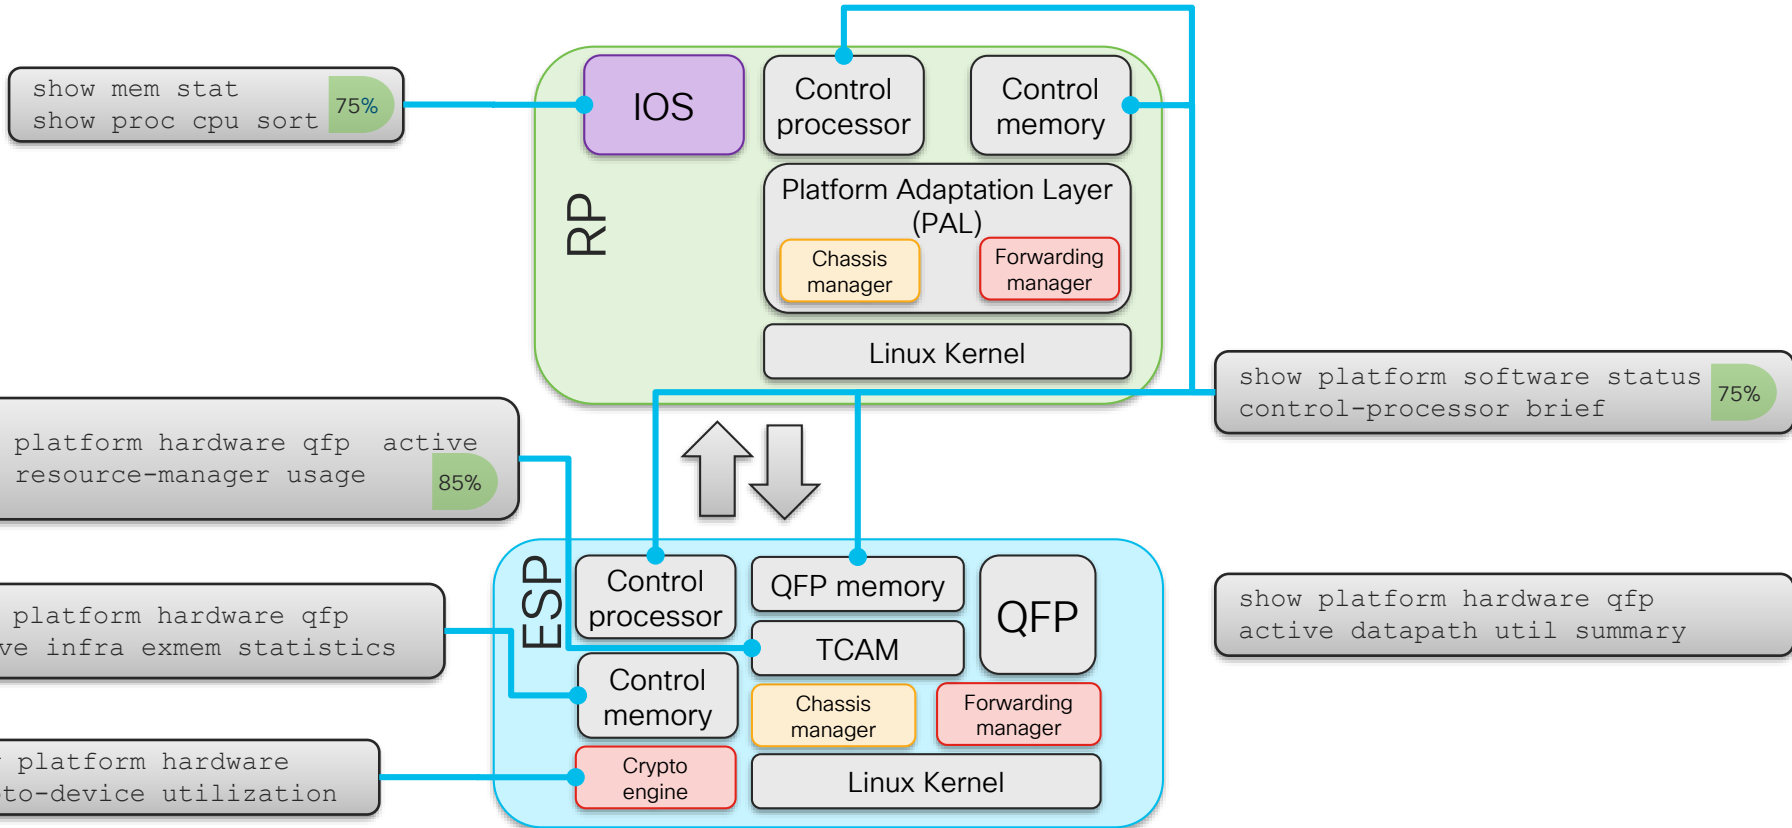 show mem stat
show proc cpu sort
75%
IOS
Control
processor
Control
memory
Platform Adaptation Layer
(PAL)
Chassis
manager
Forwarding
manager
Linux Kernel
RP
show platform software status
control-processor brief
75%
platform hardware qfp active
resource-manager usage
85%
platform hardware qfp
infra exmem statistics
platform hardware
utilization
ESP
Control
processor
QFP memory
QFP
TCAM
Control
memory
Chassis
manager
Forwarding
manager
Crypto
engine
Linux Kernel
show platform hardware qfp
active datapath util summary